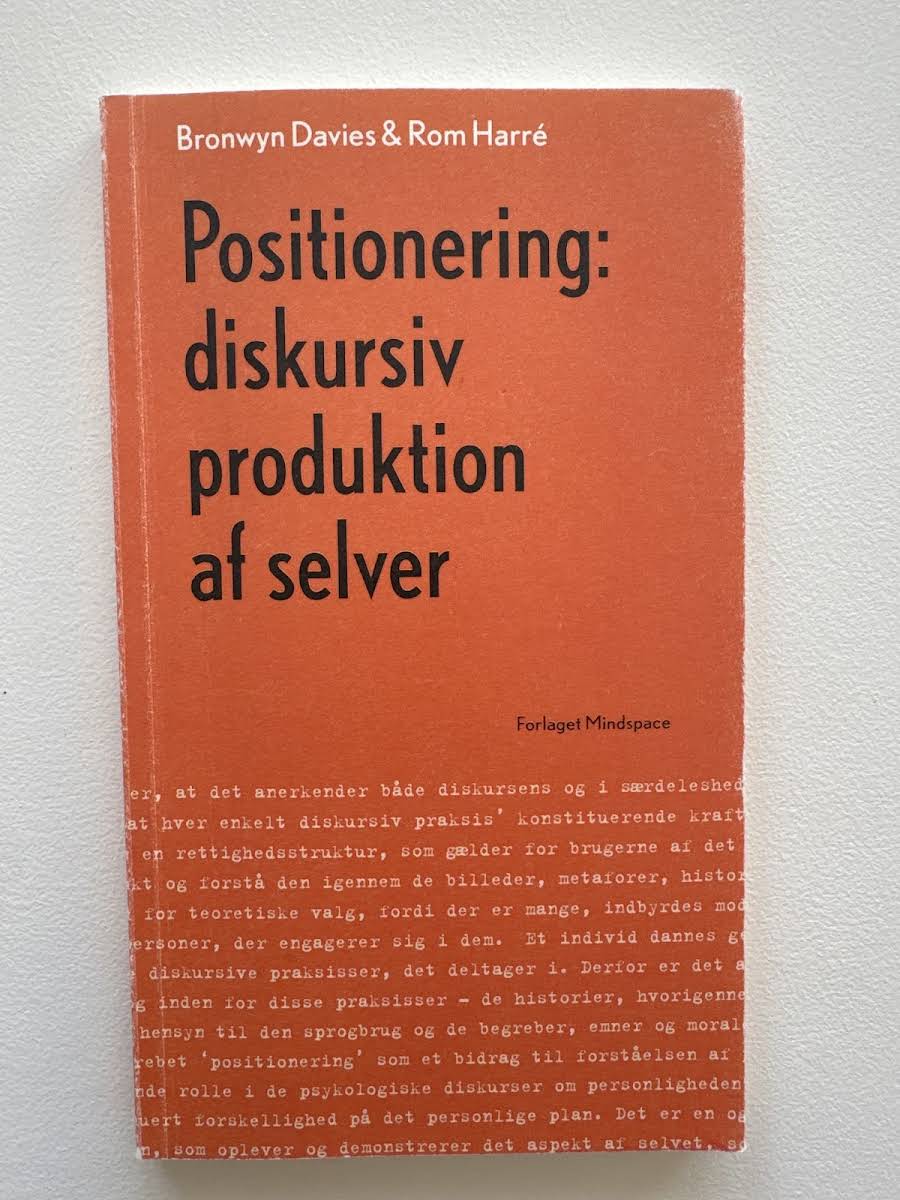 Bronwyn Davies & Rom Harré
Positionering:
diskursiv
produktion
af selver
Forlaget Mindspace
er, at det anerkender både diskursens og i særdeleshed
at hver enkelt diskursiv praksis' konstituerende kraft
en rettighedsstruktur, som gælder for brugerne af det
kt og forstå den igennem de billeder, metaforer, histor
for teoretiske valg, fordi der er mange, indbyrdes mod
ersoner, der engagerer sig i dem. Et individ dannes ge
diskursive praksisser, det deltager i. Derfor er det a
g inden for disse praksisser – de historier, hvorigenne
hensyn til den sprogbrug og de begreber, emner og moral
rebet 'positionering' som et bidrag til forståelsen af
nde rolle i de psykologiske diskurser om personligheden
uert forskellighed på det personlige plan. Det er en og
n, som oplever og demonstrerer det aspekt af selvet, so